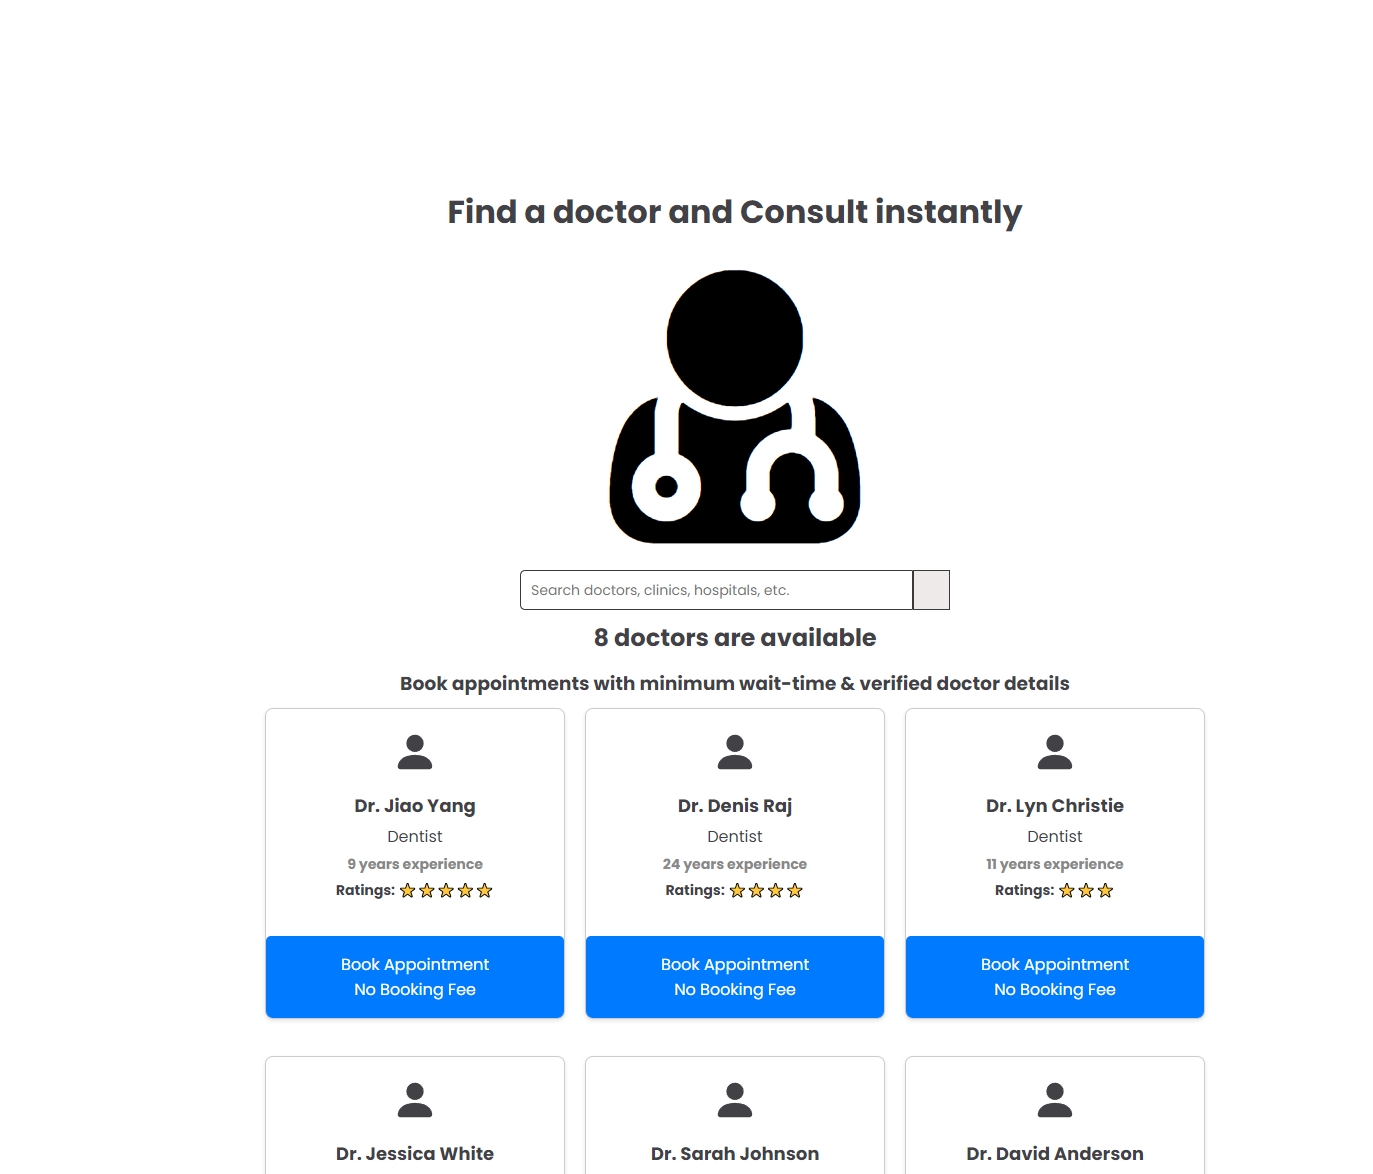 Find a doctor and Consult instantly
Search doctors, clinics, hospitals, etc.
8 doctors are available
Book appointments with minimum wait-time & verified doctor details
Dr. Jiao Yang
Dentist
9 years experience
Ratings:
Book Appointment
No Booking Fee
Dr. Denis Raj
Dentist
24 years experience
Ratings:
Book Appointment
No Booking Fee
Dr. Lyn Christie
Dentist
11 years experience
Ratings:
Book Appointment
No Booking Fee
Dr. Jessica White
Dr. Sarah Johnson
Dr. David Anderson